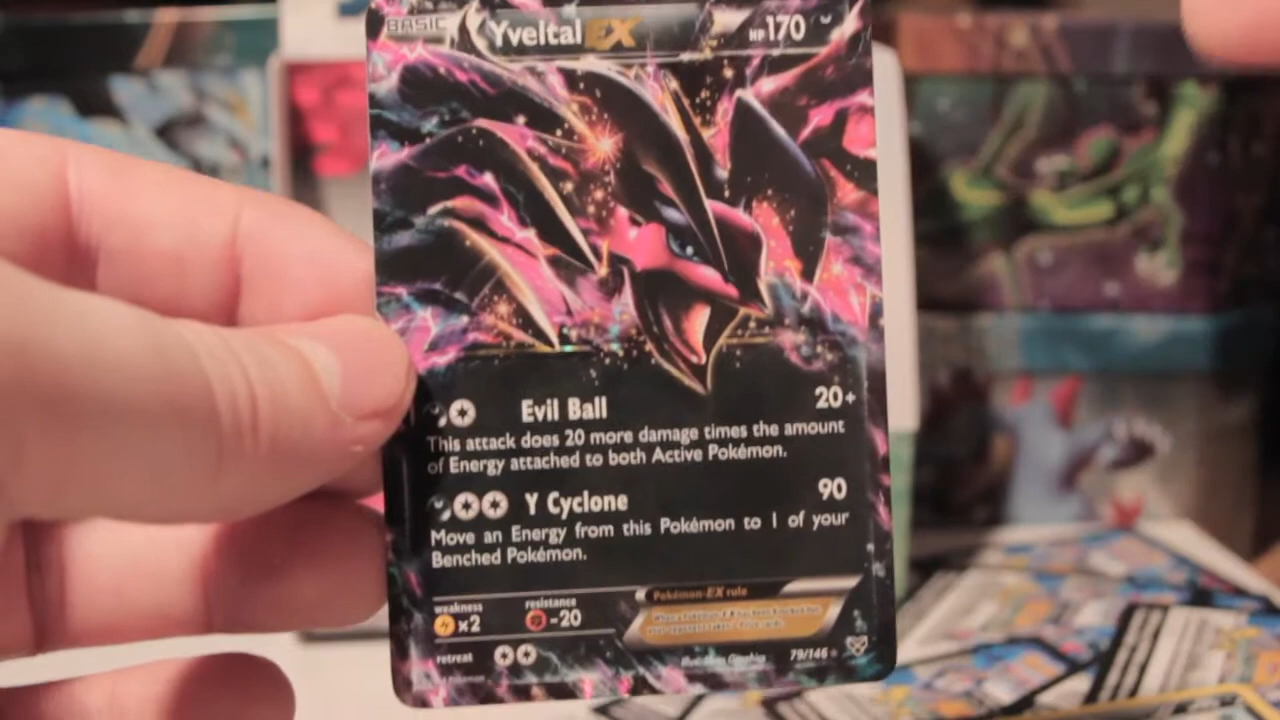 BASIC Yveltal EX HP170
Evil Ball 20+
This attack does 20 more damage times the amount
of Energy attached to both Active Pokémon.
Y Cyclone 90
Move an Energy from this Pokémon to 1 of your
Benched Pokémon.
weakness resistance
×2 -20
Pokémon-EX rule
retreat
79/146